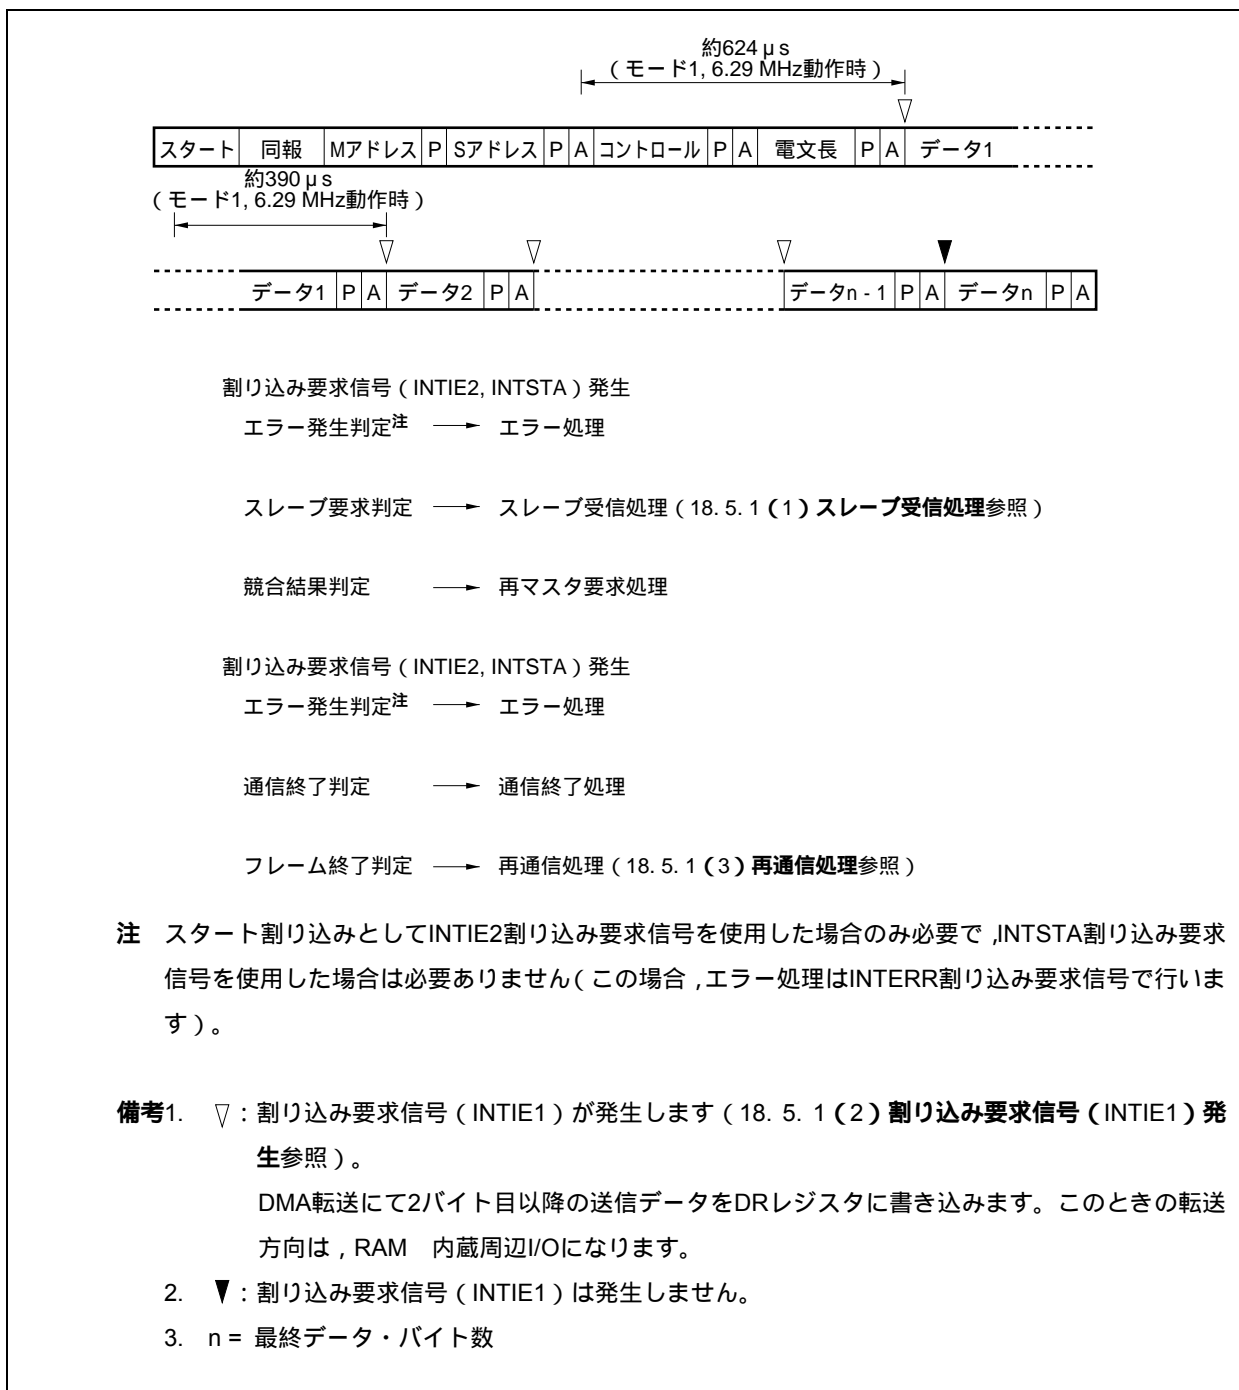 約624μs
（モード1, 6.29 MHz動作時）
スタート 同報 Mアドレス P Sアドレス P A コントロール P A 電文長 P A データ1
約390μs
（モード1, 6.29 MHz動作時）
データ1 P A データ2 P A データn - 1 P A データn P A
割り込み要求信号（INTIE2, INTSTA）発生
エラー発生判定注 → エラー処理
スレーブ要求判定 → スレーブ受信処理（18. 5. 1（1）スレーブ受信処理参照）
競合結果判定 → 再マスタ要求処理
割り込み要求信号（INTIE2, INTSTA）発生
エラー発生判定注 → エラー処理
通信終了判定 → 通信終了処理
フレーム終了判定 → 再通信処理（18. 5. 1（3）再通信処理参照）
注 スタート割り込みとしてINTIE2割り込み要求信号を使用した場合のみ必要で，INTSTA割り込み要求
信号を使用した場合は必要ありません（この場合，エラー処理はINTERR割り込み要求信号で行いま
す）。
備考1. ▽：割り込み要求信号（INTIE1）が発生します（18. 5. 1（2）割り込み要求信号（INTIE1）発
生参照）。
DMA転送にて2バイト目以降の送信データをDRレジスタに書き込みます。このときの転送
方向は，RAM 内蔵周辺I/Oになります。
2. ▼：割り込み要求信号（INTIE1）は発生しません。
3. n = 最終データ・バイト数